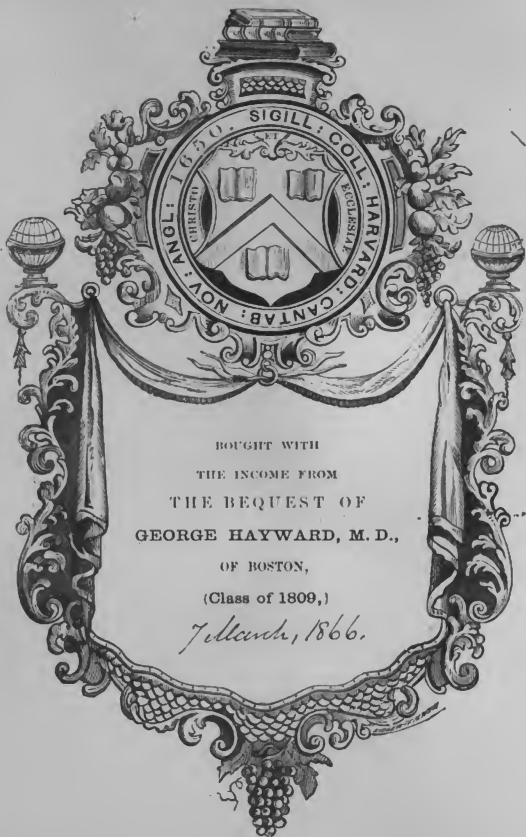 SIGILL: COLL: HARVARD: CANTAB: NOV: ANGL: 1650.
ET
CHRISTO
ECCLESIAE
BOUGHT WITH
THE INCOME FROM
THE BEQUEST OF
GEORGE HAYWARD, M. D.,
OF BOSTON,
(Class of 1809,)
7 March, 1866.